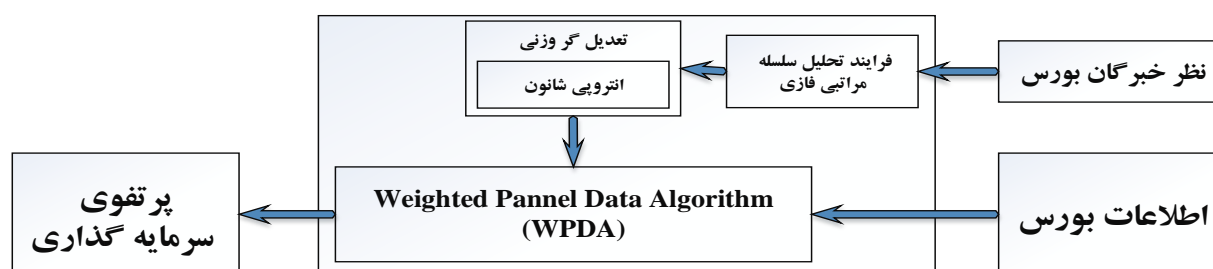 نظر خبرگان بورس
فرایند تحلیل سلسله
مراتبی فازی
تعدیل گر وزنی
انتروپی شانون
اطلاعات بورس
Weighted Pannel Data Algorithm
(WPDA)
پرتفوی
سرمایه گذاری